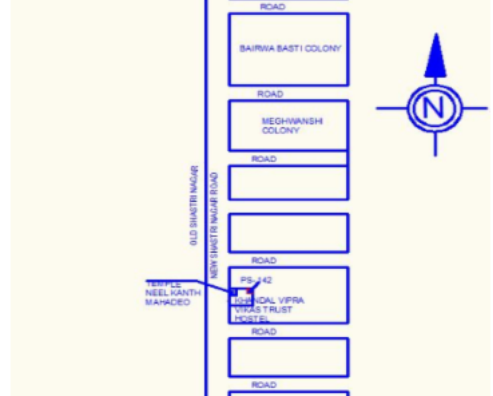 ROAD
BAIRWA BASTI COLONY
ROAD
MEGHWANSHI
COLONY
ROAD
OLD SHASTRI NAGAR
NEW SHASTRI NAGAR ROAD
ROAD
PS-142
TEMPLE
NEEL KANTH
MAHADEO
KHANDAL VIPRA
VIKAS TRUST
HOSTEL
ROAD
ROAD
N